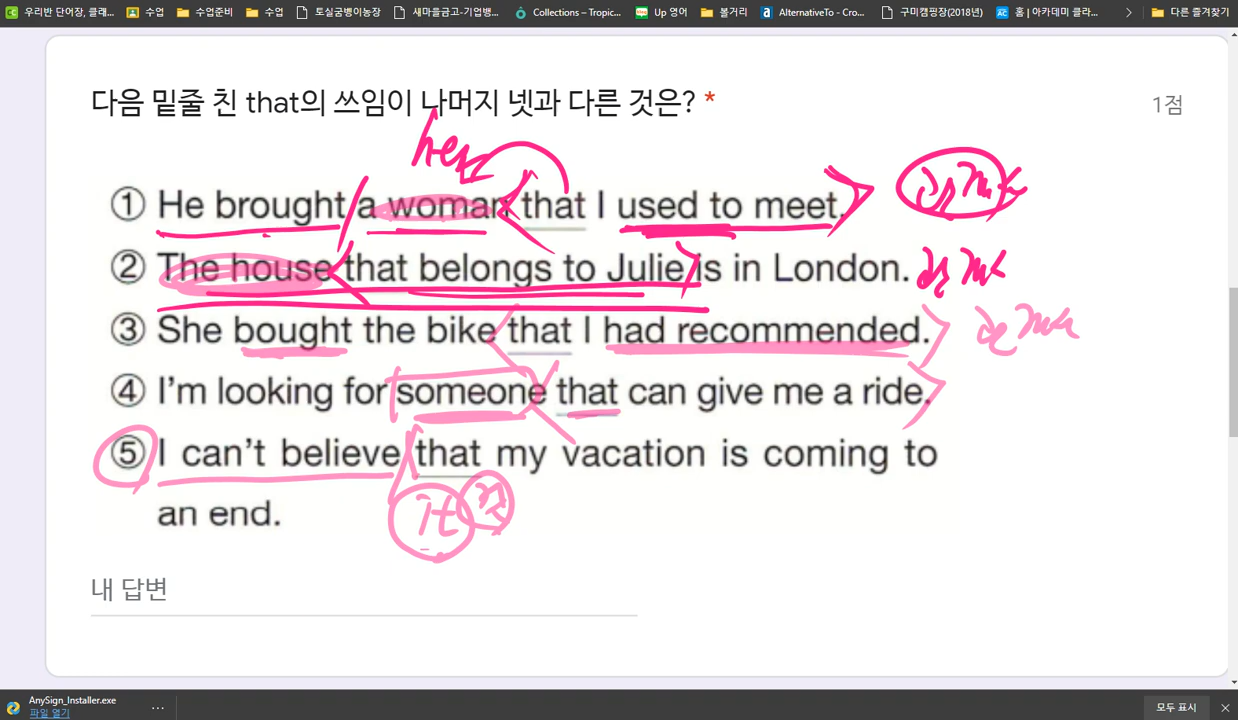 우리반 단어장, 클래... 수업 수업준비 수업 토실굼벵이농장 새마을금고-기업뱅... Collections – Tropic... Up 영어 볼거리 AlternativeTo - Cro... 구미캠핑장(2018년) 홈 | 아카데미 클라... 다른 즐겨찾기
다음 밑줄 친 that의 쓰임이 나머지 넷과 다른 것은? *
1점
her
① He brought a woman that I used to meet.
② The house that belongs to Julie is in London.
③ She bought the bike that I had recommended.
④ I'm looking for someone that can give me a ride.
⑤ I can't believe that my vacation is coming to
an end.
it
내 답변
AnySign_Installer.exe
파일 열기
...
모두 표시